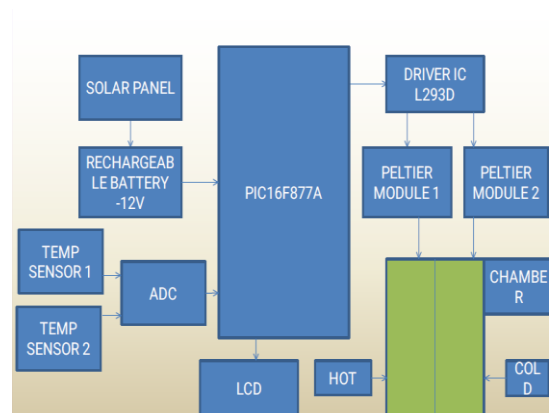 SOLAR PANEL
RECHARGEAB
LE BATTERY
-12V
TEMP
SENSOR 1
TEMP
SENSOR 2
ADC
PIC16F877A
LCD
DRIVER IC
L293D
PELTIER
MODULE 1
PELTIER
MODULE 2
CHAMBE
R
HOT
COL
D